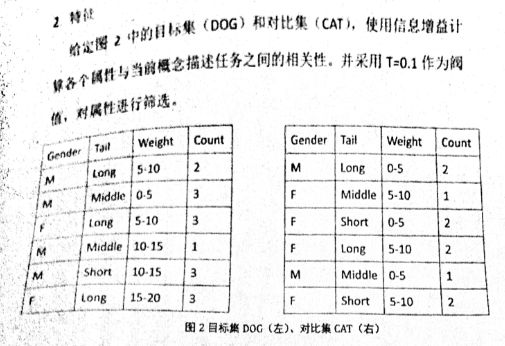 2 特征
给定图 2 中的目标集（DOG）和对比集（CAT），使用信息增益计
算各个属性与当前概念描述任务之间的相关性。并采用 T=0.1 作为阀
值，对属性进行筛选。
Gender Tail Weight Count
M Long 5-10 2
M Middle 0-5 3
F Long 5-10 3
M Middle 10-15 1
M Short 10-15 3
F Long 15-20 3
Gender Tail Weight Count
M Long 0-5 2
F Middle 5-10 1
F Short 0-5 2
F Long 5-10 2
M Middle 0-5 1
F Short 5-10 2
图 2 目标集 DOG（左）、对比集 CAT（右）